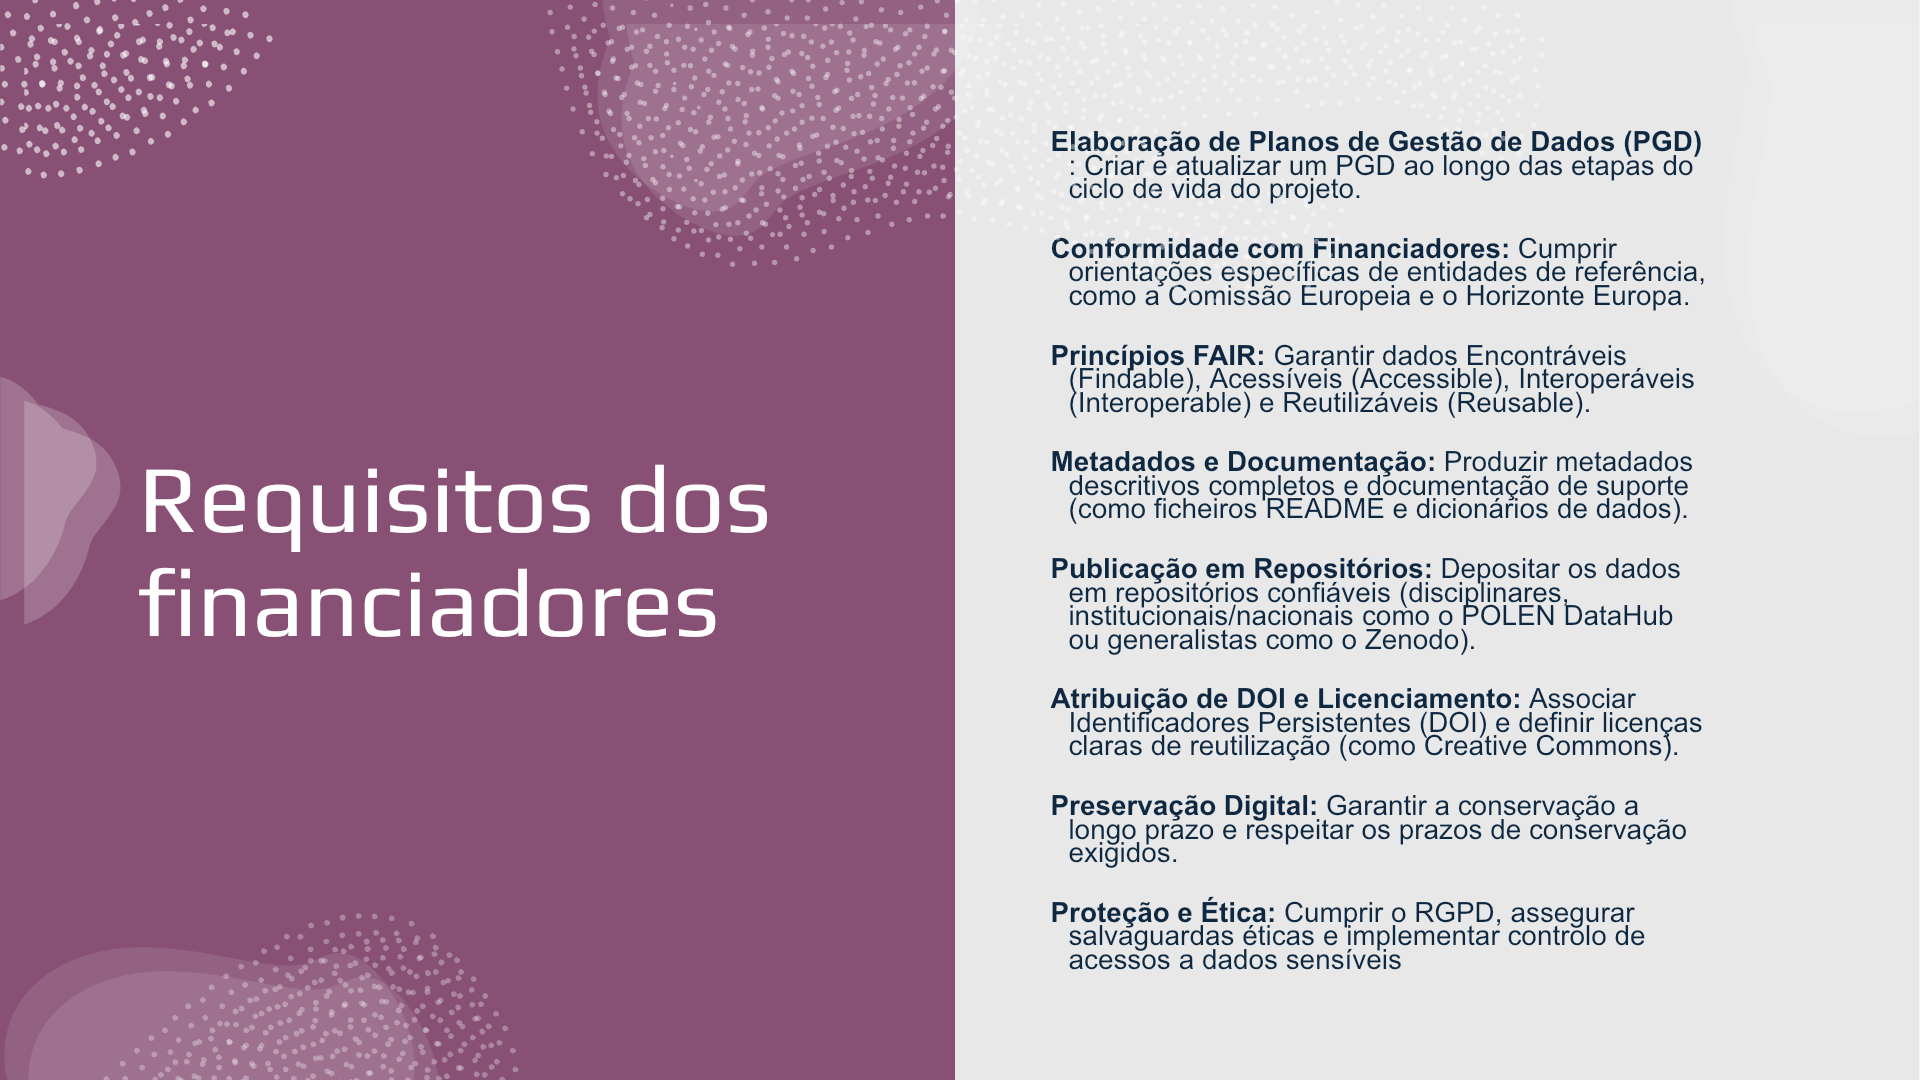 Requisitos dos
financiadores
Elaboração de Planos de Gestão de Dados (PGD)
: Criar e atualizar um PGD ao longo das etapas do
ciclo de vida do projeto.
Conformidade com Financiadores: Cumprir
orientações específicas de entidades de referência,
como a Comissão Europeia e o Horizonte Europa.
Princípios FAIR: Garantir dados Encontráveis
(Findable), Acessíveis (Accessible), Interoperáveis
(Interoperable) e Reutilizáveis (Reusable).
Metadados e Documentação: Produzir metadados
descritivos completos e documentação de suporte
(como ficheiros README e dicionários de dados).
Publicação em Repositórios: Depositar os dados
em repositórios confiáveis (disciplinares,
institucionais/nacionais como o POLEN DataHub
ou generalistas como o Zenodo).
Atribuição de DOI e Licenciamento: Associar
Identificadores Persistentes (DOI) e definir licenças
claras de reutilização (como Creative Commons).
Preservação Digital: Garantir a conservação a
longo prazo e respeitar os prazos de conservação
exigidos.
Proteção e Ética: Cumprir o RGPD, assegurar
salvaguardas éticas e implementar controlo de
acessos a dados sensíveis